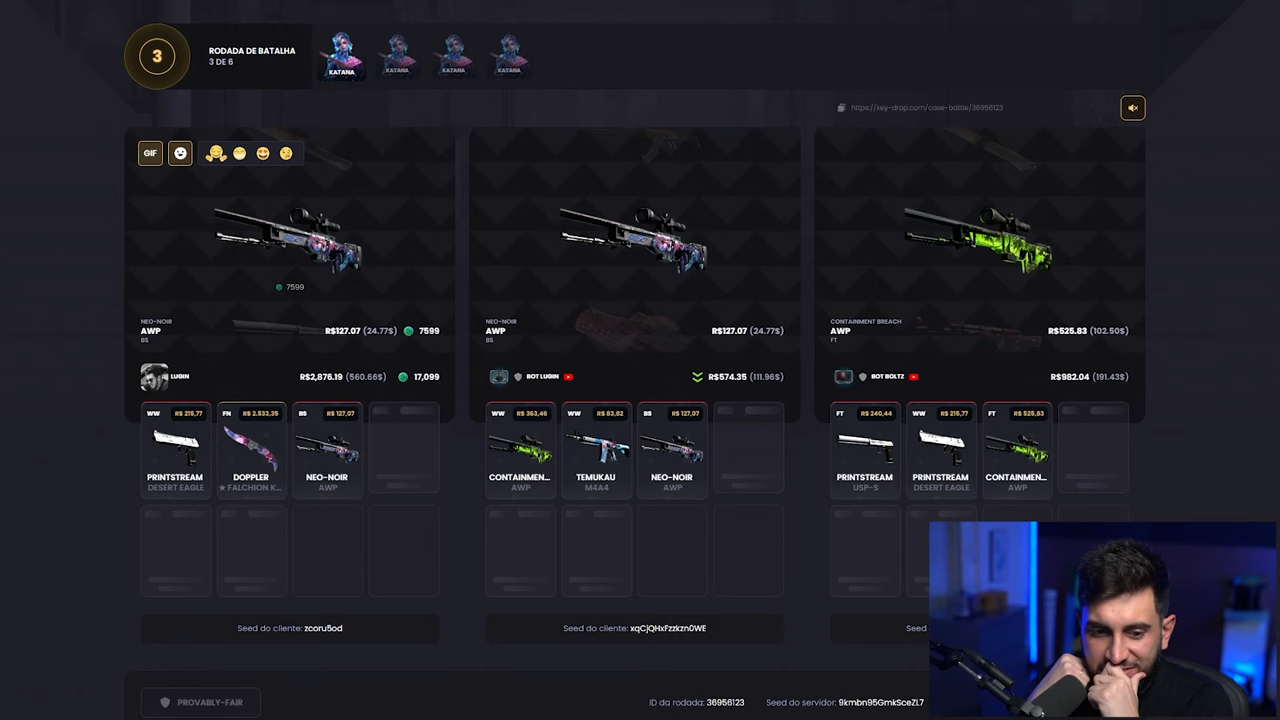 3
RODADA DE BATALHA
3 DE 6
KATANA
KATANA
KATANA
KATANA
https://key-drop.com/case-battle/36956123
GIF
7599
NEO-NOIR
AWP
BS
R$127.07 (24.77$) 7599
NEO-NOIR
AWP
BS
R$127.07 (24.77$)
CONTAINMENT BREACH
AWP
FT
R$525.83 (102.50$)
LUGIN
R$2,876.19 (560.66$) 17,099
BOT LUGIN
R$574.35 (111.96$)
BOT BOLTZ
R$982.04 (191.43$)
WW R$ 215,77
PRINTSTREAM
DESERT EAGLE
FN R$ 2.533,35
DOPPLER
★ FALCHION K...
BS R$ 127,07
NEO-NOIR
AWP
WW R$ 363,46
CONTAINMEN...
AWP
WW R$ 83,82
TEMUKAU
M4A4
BS R$ 127,07
NEO-NOIR
AWP
FT R$ 240,44
PRINTSTREAM
USP-S
WW R$ 215,77
PRINTSTREAM
DESERT EAGLE
FT R$ 525,83
CONTAINMEN...
AWP
Seed do cliente: zcoru5od
Seed do cliente: xqCjQHxFzzkzn0WE
Seed
PROVABLY-FAIR
ID da rodada: 36956123
Seed do servidor: 9kmbn95GmkSceZL7